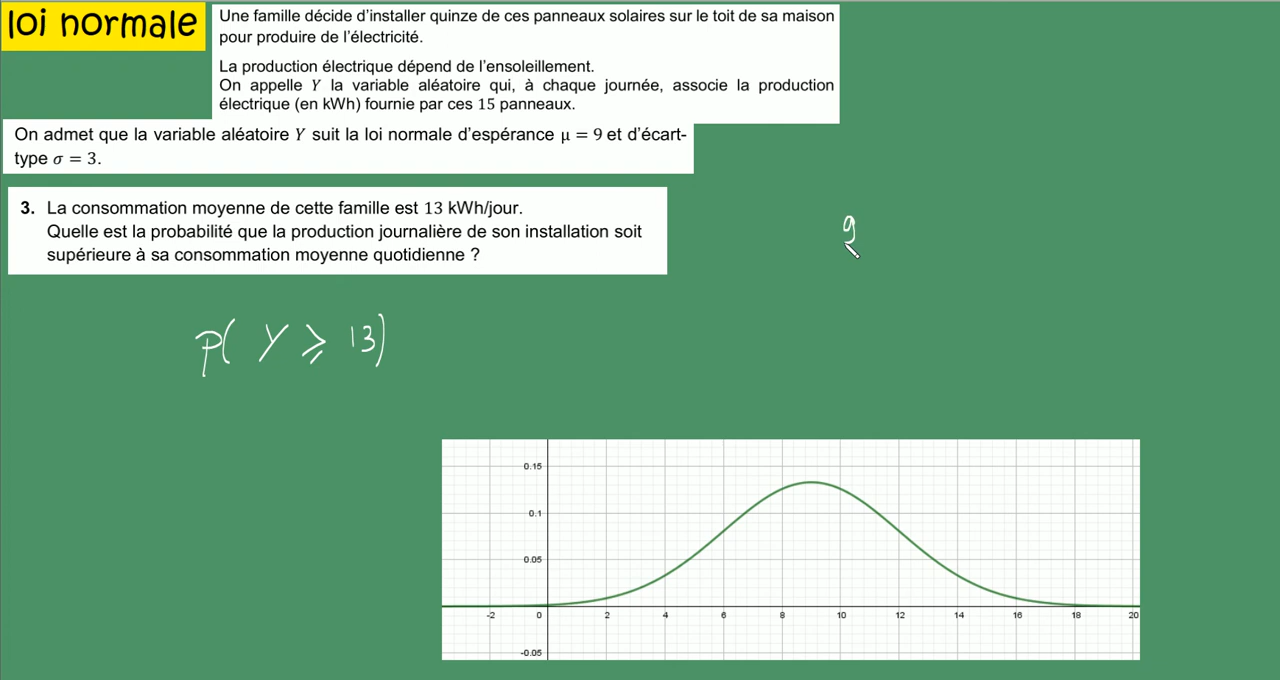 loi normale
Une famille décide d'installer quinze de ces panneaux solaires sur le toit de sa maison
pour produire de l'électricité.
La production électrique dépend de l'ensoleillement.
On appelle Y la variable aléatoire qui, à chaque journée, associe la production
électrique (en kWh) fournie par ces 15 panneaux.
On admet que la variable aléatoire Y suit la loi normale d'espérance μ = 9 et d'écart-
type σ = 3.
3. La consommation moyenne de cette famille est 13 kWh/jour.
Quelle est la probabilité que la production journalière de son installation soit
supérieure à sa consommation moyenne quotidienne ?
9
P( Y ⩾ 13)
0.15
0.1
0.05
-2 0 2 4 6 8 10 12 14 16 18 20
-0.05